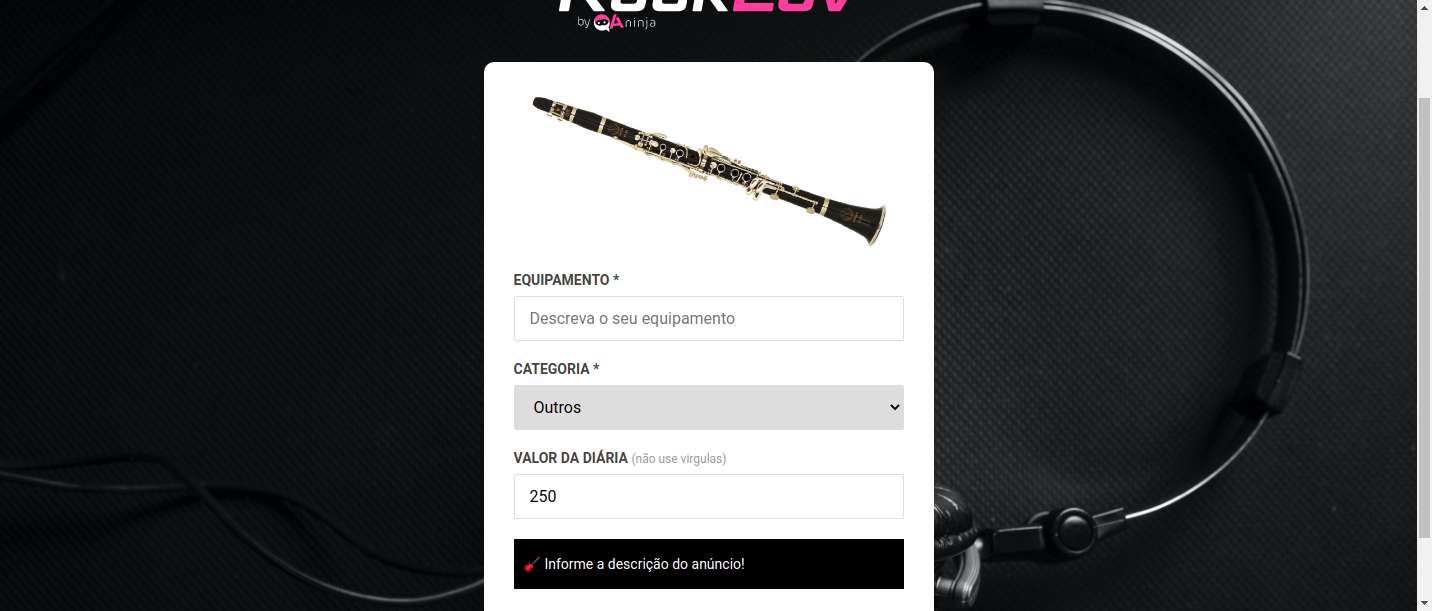 by QAninja
EQUIPAMENTO *
Descreva o seu equipamento
CATEGORIA *
Outros
VALOR DA DIÁRIA (não use virgulas)
250
Informe a descrição do anúncio!